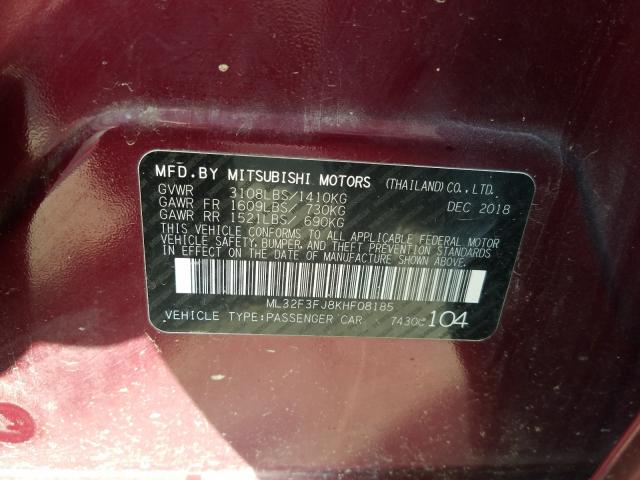 MFD.BY MITSUBISHI MOTORS (THAILAND) CO., LTD.
GVWR 3108LBS/1410KG DEC 2018
GAWR FR 1609LBS/ 730KG
GAWR RR 1521LBS/ 690KG
THIS VEHICLE CONFORMS TO ALL APPLICABLE FEDERAL MOTOR
VEHICLE SAFETY, BUMPER, AND THEFT PREVENTION STANDARDS
IN EFFECT ON THE DATE OF MANUFACTURE SHOWN ABOVE.
ML32F3FJ8KHF08185
VEHICLE TYPE:PASSENGER CAR 7430C 104